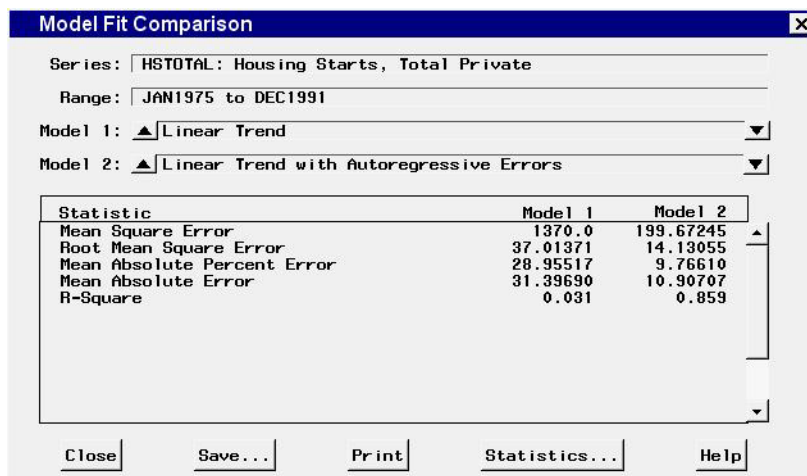 Model Fit Comparison
Series: HSTOTAL: Housing Starts, Total Private
Range: JAN1975 to DEC1991
Model 1: Linear Trend
Model 2: Linear Trend with Autoregressive Errors
Statistic Model 1 Model 2
Mean Square Error 1370.0 199.67245
Root Mean Square Error 37.01371 14.13055
Mean Absolute Percent Error 28.95517 9.76610
Mean Absolute Error 31.39690 10.90707
R-Square 0.031 0.859
Close Save... Print Statistics... Help